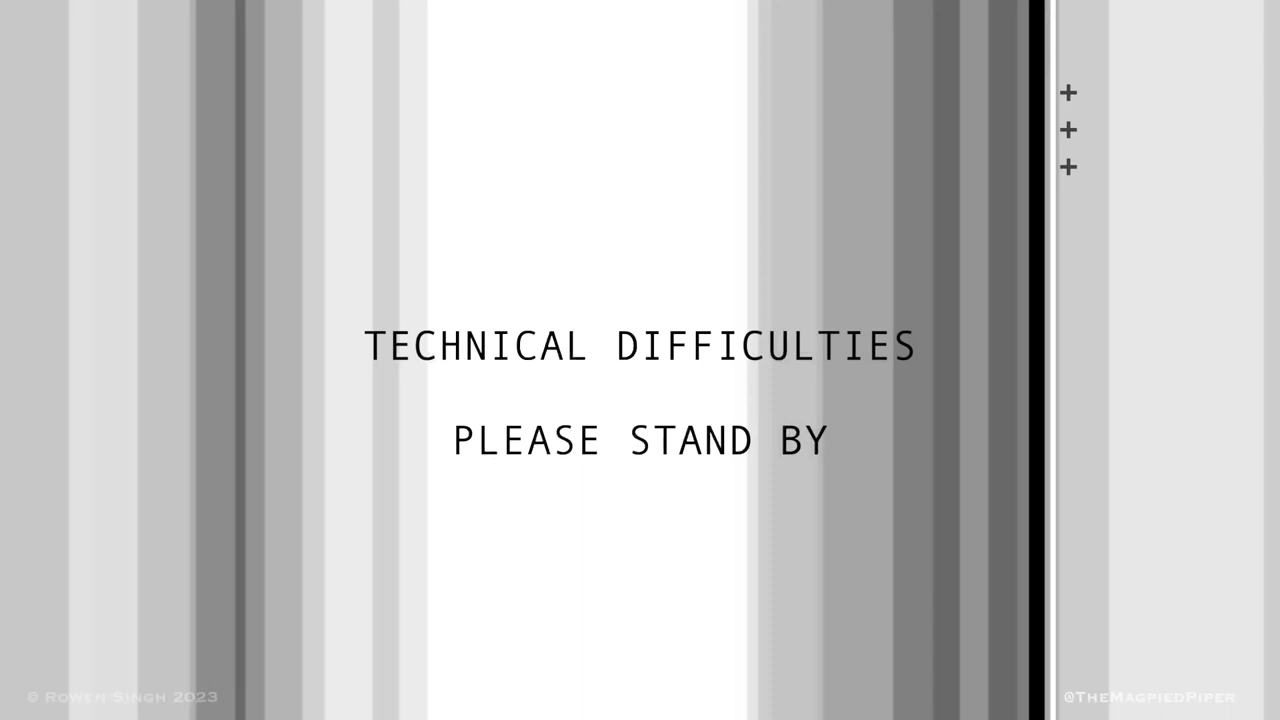 +
+
+
TECHNICAL DIFFICULTIES
PLEASE STAND BY
© Rowen Singh 2023
@TheMagpiedPiper